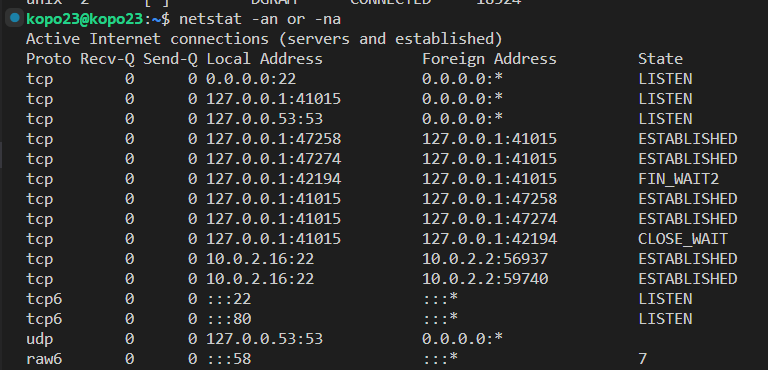 unix  2      [ ]         DGRAM      CONNECTED     18524
kopo23@kopo23:~$ netstat -an or -na
Active Internet connections (servers and established)
Proto Recv-Q Send-Q Local Address           Foreign Address         State
tcp        0      0 0.0.0.0:22              0.0.0.0:*               LISTEN
tcp        0      0 127.0.0.1:41015         0.0.0.0:*               LISTEN
tcp        0      0 127.0.0.53:53           0.0.0.0:*               LISTEN
tcp        0      0 127.0.0.1:47258         127.0.0.1:41015         ESTABLISHED
tcp        0      0 127.0.0.1:47274         127.0.0.1:41015         ESTABLISHED
tcp        0      0 127.0.0.1:42194         127.0.0.1:41015         FIN_WAIT2
tcp        0      0 127.0.0.1:41015         127.0.0.1:47258         ESTABLISHED
tcp        0      0 127.0.0.1:41015         127.0.0.1:47274         ESTABLISHED
tcp        0      0 127.0.0.1:41015         127.0.0.1:42194         CLOSE_WAIT
tcp        0      0 10.0.2.16:22            10.0.2.2:56937          ESTABLISHED
tcp        0      0 10.0.2.16:22            10.0.2.2:59740          ESTABLISHED
tcp6       0      0 :::22                   :::*                    LISTEN
tcp6       0      0 :::80                   :::*                    LISTEN
udp        0      0 127.0.0.53:53           0.0.0.0:*
raw6       0      0 :::58                   :::*                    7